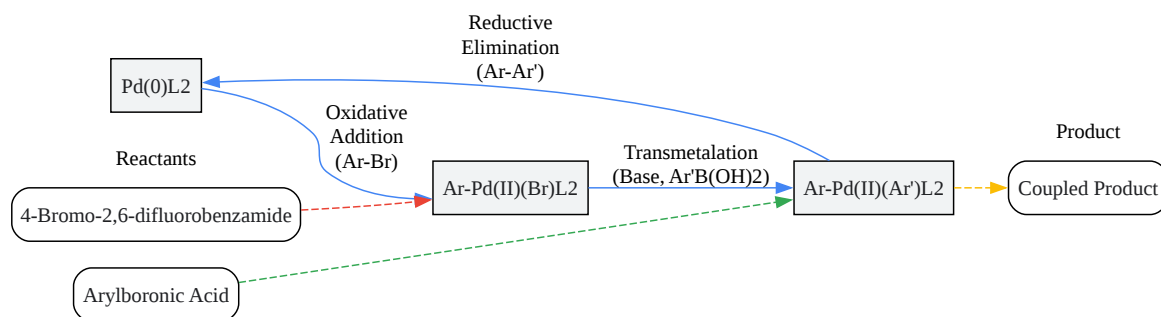 Reductive
Elimination
(Ar-Ar')
Pd(0)L2
Oxidative
Addition
(Ar-Br)
Reactants
Product
Transmetalation
(Base, Ar'B(OH)2)
Ar-Pd(II)(Br)L2
Ar-Pd(II)(Ar')L2
Coupled Product
4-Bromo-2,6-difluorobenzamide
Arylboronic Acid